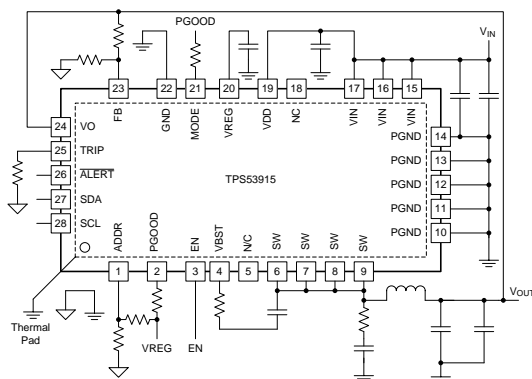 PGOOD
V_IN
23 22 21 20 19 18 17 16 15
FB GND MODE VREG VDD NC VIN VIN VIN
24 VO
25 TRIP
26 ALERT
27 SDA
28 SCL
TPS53915
PGND 14
PGND 13
PGND 12
PGND 11
PGND 10
ADDR PGOOD EN VBST N/C SW SW SW SW
1 2 3 4 5 6 7 8 9
Thermal
Pad
VREG
EN
V_OUT